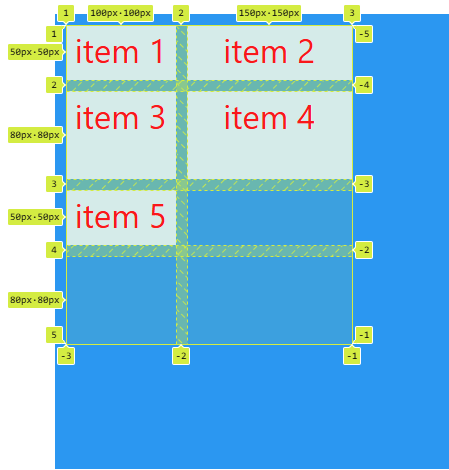 1 100px·100px 2 150px·150px 3
1 -5
50px·50px item 1 item 2
2 -4
80px·80px item 3 item 4
3 -3
50px·50px item 5
4 -2
80px·80px
5 -1
-3 -2 -1